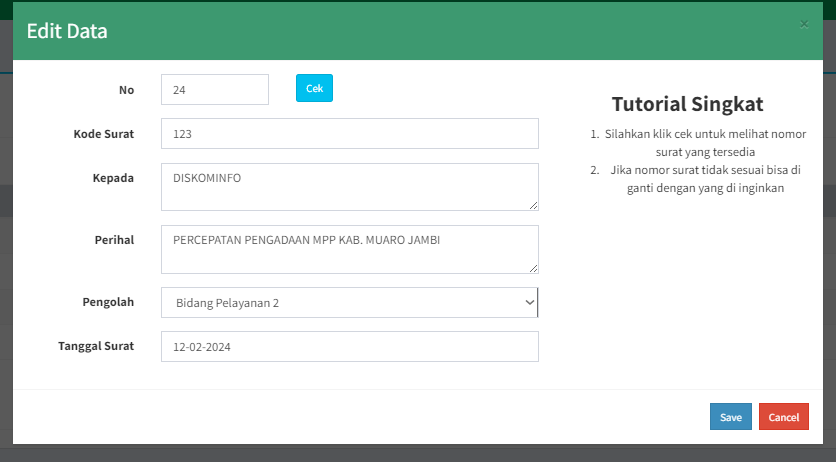 Edit Data
×
No
24
Cek
Kode Surat
123
Kepada
DISKOMINFO
Perihal
PERCEPATAN PENGADAAN MPP KAB. MUARO JAMBI
Pengolah
Bidang Pelayanan 2
Tanggal Surat
12-02-2024
Tutorial Singkat
1. Silahkan klik cek untuk melihat nomor
surat yang tersedia
2. Jika nomor surat tidak sesuai bisa di
ganti dengan yang di inginkan
Save
Cancel